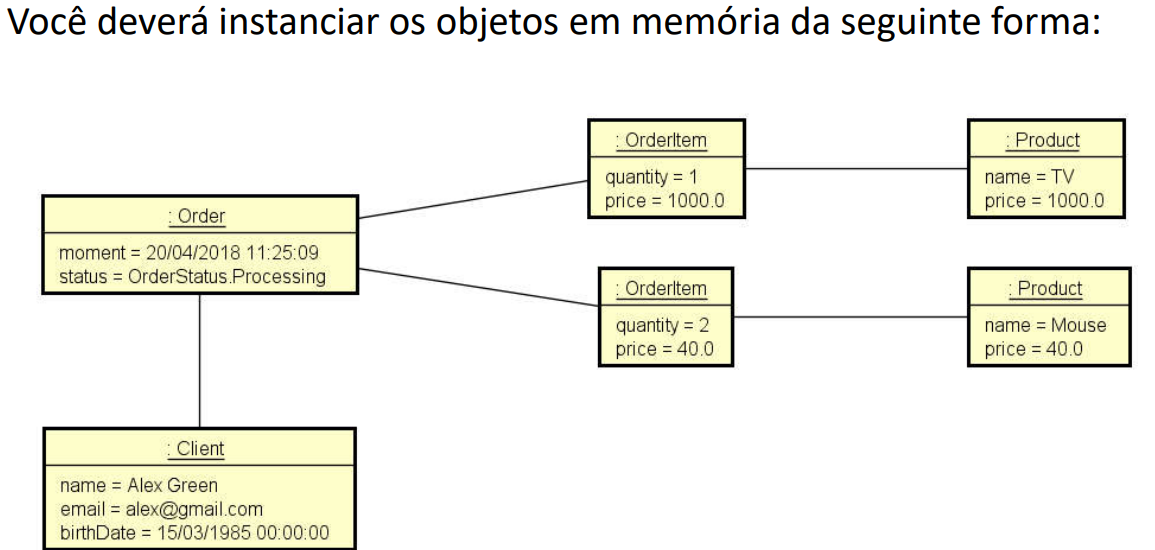 Você deverá instanciar os objetos em memória da seguinte forma:
: OrderItem
quantity = 1
price = 1000.0
: Product
name = TV
price = 1000.0
: Order
moment = 20/04/2018 11:25:09
status = OrderStatus.Processing
: OrderItem
quantity = 2
price = 40.0
: Product
name = Mouse
price = 40.0
: Client
name = Alex Green
email = alex@gmail.com
birthDate = 15/03/1985 00:00:00